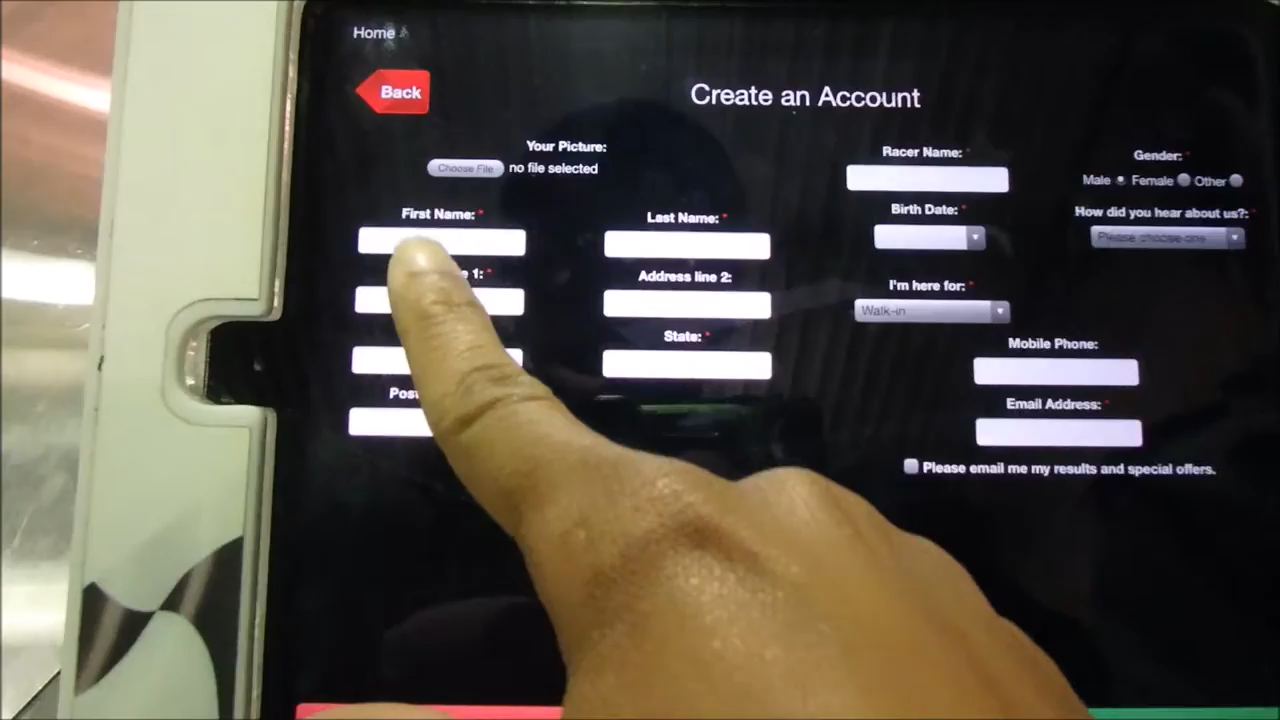 Home
Back
Create an Account
Your Picture:
Choose File no file selected
First Name:*
Last Name:*
1:*
Address line 2:
State:*
Racer Name:*
Birth Date:*
I'm here for:*
Walk-in
Gender:*
Male Female Other
How did you hear about us?:*
Please choose one
Mobile Phone:
Email Address:*
Please email me my results and special offers.